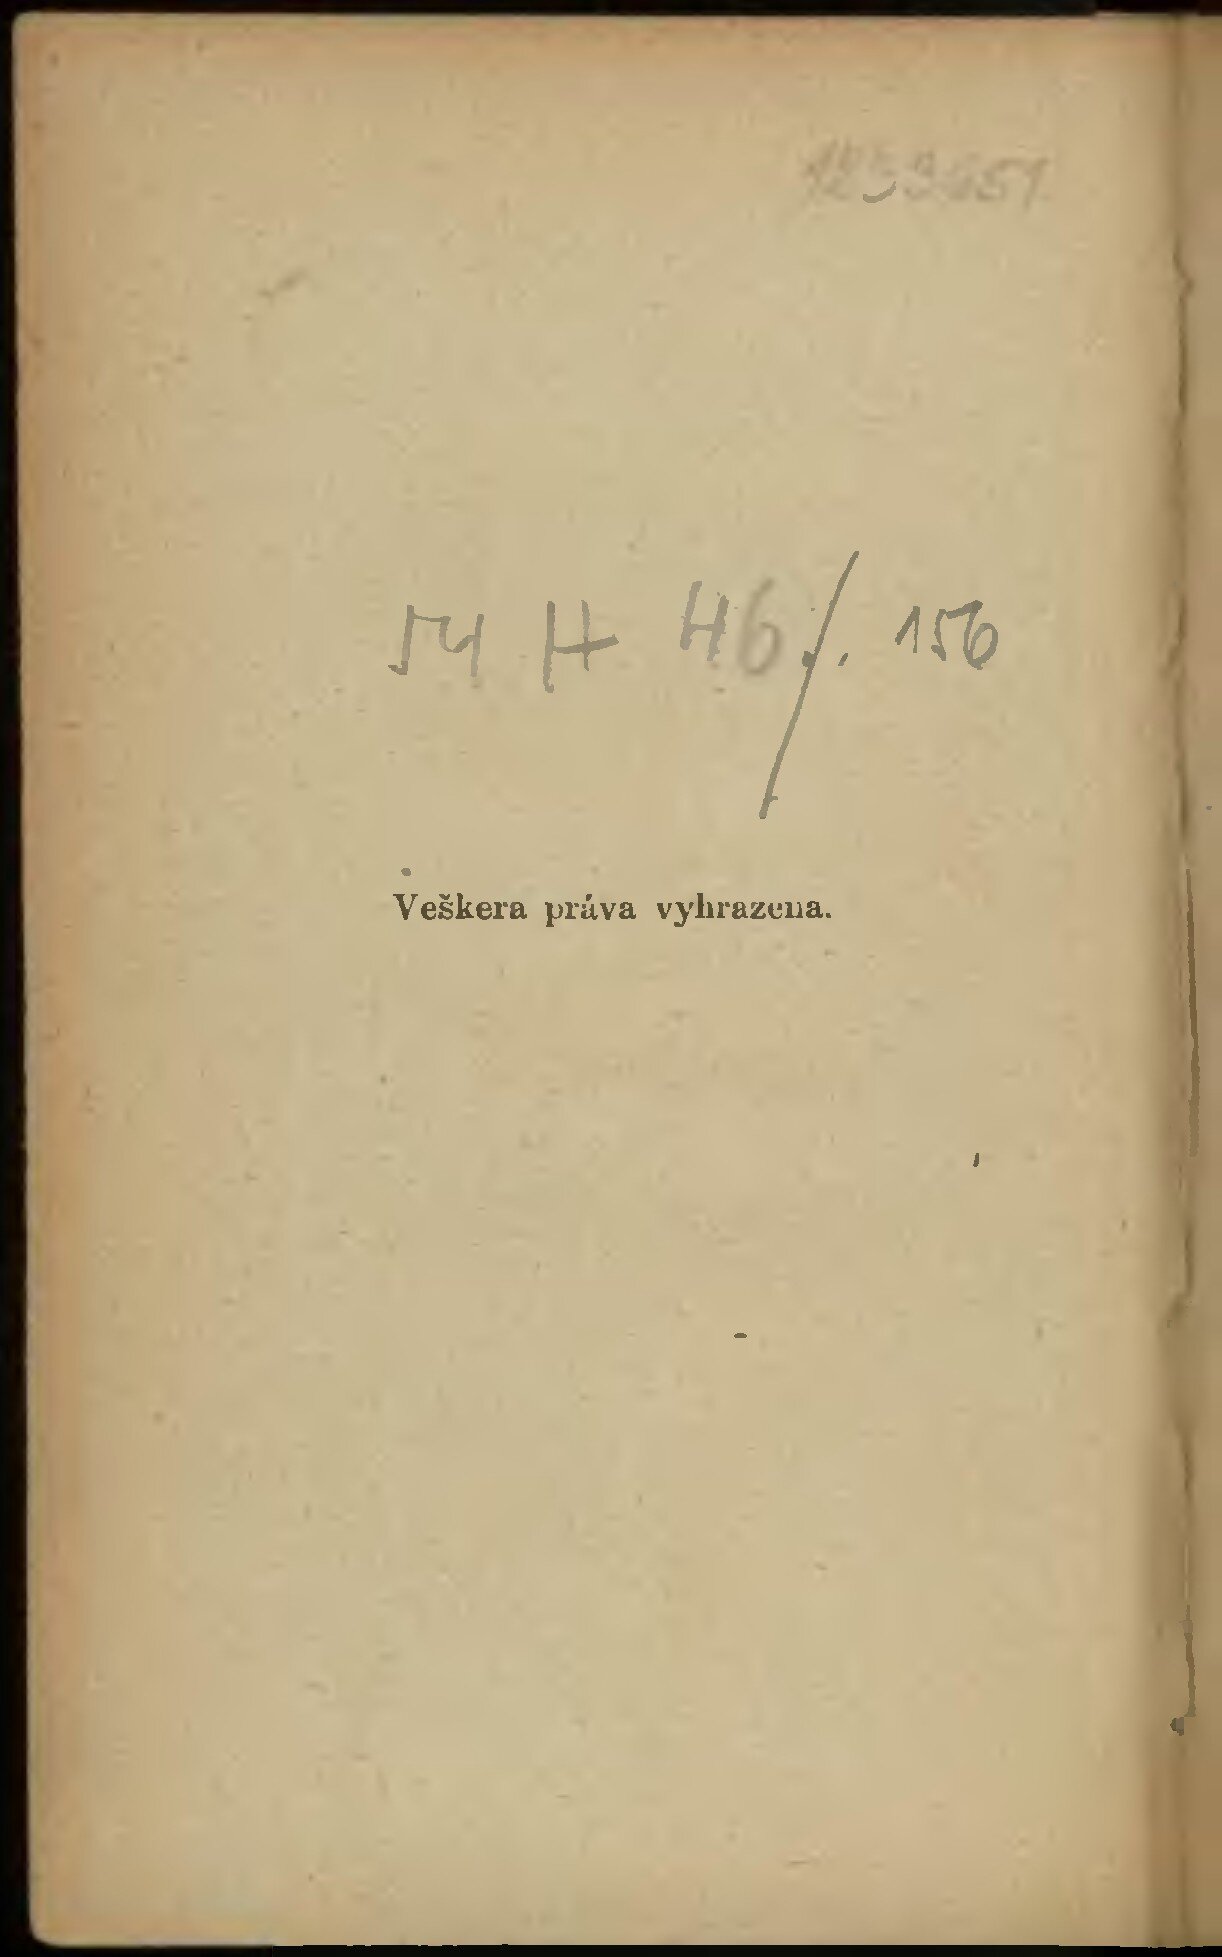 54 H 46/. 156
Veškera práva vyhrazena.